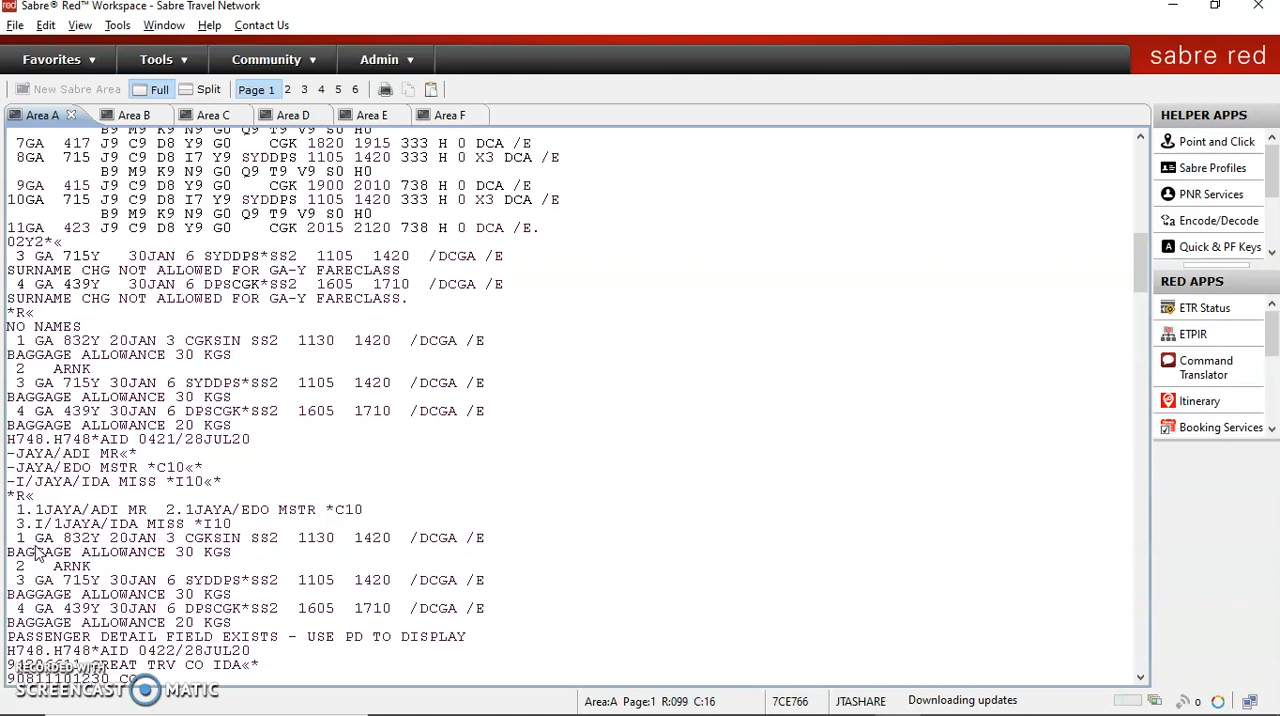 Sabre® Red™ Workspace - Sabre Travel Network
File Edit View Tools Window Help Contact Us
Favorites Tools Community Admin sabre red
New Sabre Area Full Split Page 1 2 3 4 5 6
Area A Area B Area C Area D Area E Area F
B9 M9 K9 N9 G0 Q9 T9 V9 S0 H0
7GA 417 J9 C9 D8 Y9 G0 CGK 1820 1915 333 H 0 DCA /E
8GA 715 J9 C9 D8 I7 Y9 SYDDPS 1105 1420 333 H 0 X3 DCA /E
B9 M9 K9 N9 G0 Q9 T9 V9 S0 H0
9GA 415 J9 C9 D8 Y9 G0 CGK 1900 2010 738 H 0 DCA /E
10GA 715 J9 C9 D8 I7 Y9 SYDDPS 1105 1420 333 H 0 X3 DCA /E
B9 M9 K9 N9 G0 Q9 T9 V9 S0 H0
11GA 423 J9 C9 D8 Y9 G0 CGK 2015 2120 738 H 0 DCA /E.
02Y2*«
3 GA 715Y 30JAN 6 SYDDPS*SS2 1105 1420 /DCGA /E
SURNAME CHG NOT ALLOWED FOR GA-Y FARECLASS
4 GA 439Y 30JAN 6 DPSCGK*SS2 1605 1710 /DCGA /E
SURNAME CHG NOT ALLOWED FOR GA-Y FARECLASS.
*R«
NO NAMES
1 GA 832Y 20JAN 3 CGKSIN SS2 1130 1420 /DCGA /E
BAGGAGE ALLOWANCE 30 KGS
2 ARNK
3 GA 715Y 30JAN 6 SYDDPS*SS2 1105 1420 /DCGA /E
BAGGAGE ALLOWANCE 30 KGS
4 GA 439Y 30JAN 6 DPSCGK*SS2 1605 1710 /DCGA /E
BAGGAGE ALLOWANCE 20 KGS
H748.H748*AID 0421/28JUL20
-JAYA/ADI MR«*
-JAYA/EDO MSTR *C10«*
-I/JAYA/IDA MISS *I10«*
*R«
1.1JAYA/ADI MR 2.1JAYA/EDO MSTR *C10
3.I/1JAYA/IDA MISS *I10
1 GA 832Y 20JAN 3 CGKSIN SS2 1130 1420 /DCGA /E
BAGGAGE ALLOWANCE 30 KGS
2 ARNK
3 GA 715Y 30JAN 6 SYDDPS*SS2 1105 1420 /DCGA /E
BAGGAGE ALLOWANCE 30 KGS
4 GA 439Y 30JAN 6 DPSCGK*SS2 1605 1710 /DCGA /E
BAGGAGE ALLOWANCE 20 KGS
PASSENGER DETAIL FIELD EXISTS - USE PD TO DISPLAY
H748.H748*AID 0422/28JUL20
TRV CO IDA«*
90811101230
RECORDED WITH
SCREENCAST MATIC
HELPER APPS
Point and Click
Sabre Profiles
PNR Services
Encode/Decode
Quick & PF Keys
RED APPS
ETR Status
ETPIR
Command
Translator
Itinerary
Booking Services
Area:A Page:1 R:099 C:16 7CE766 JTASHARE Downloading updates 0